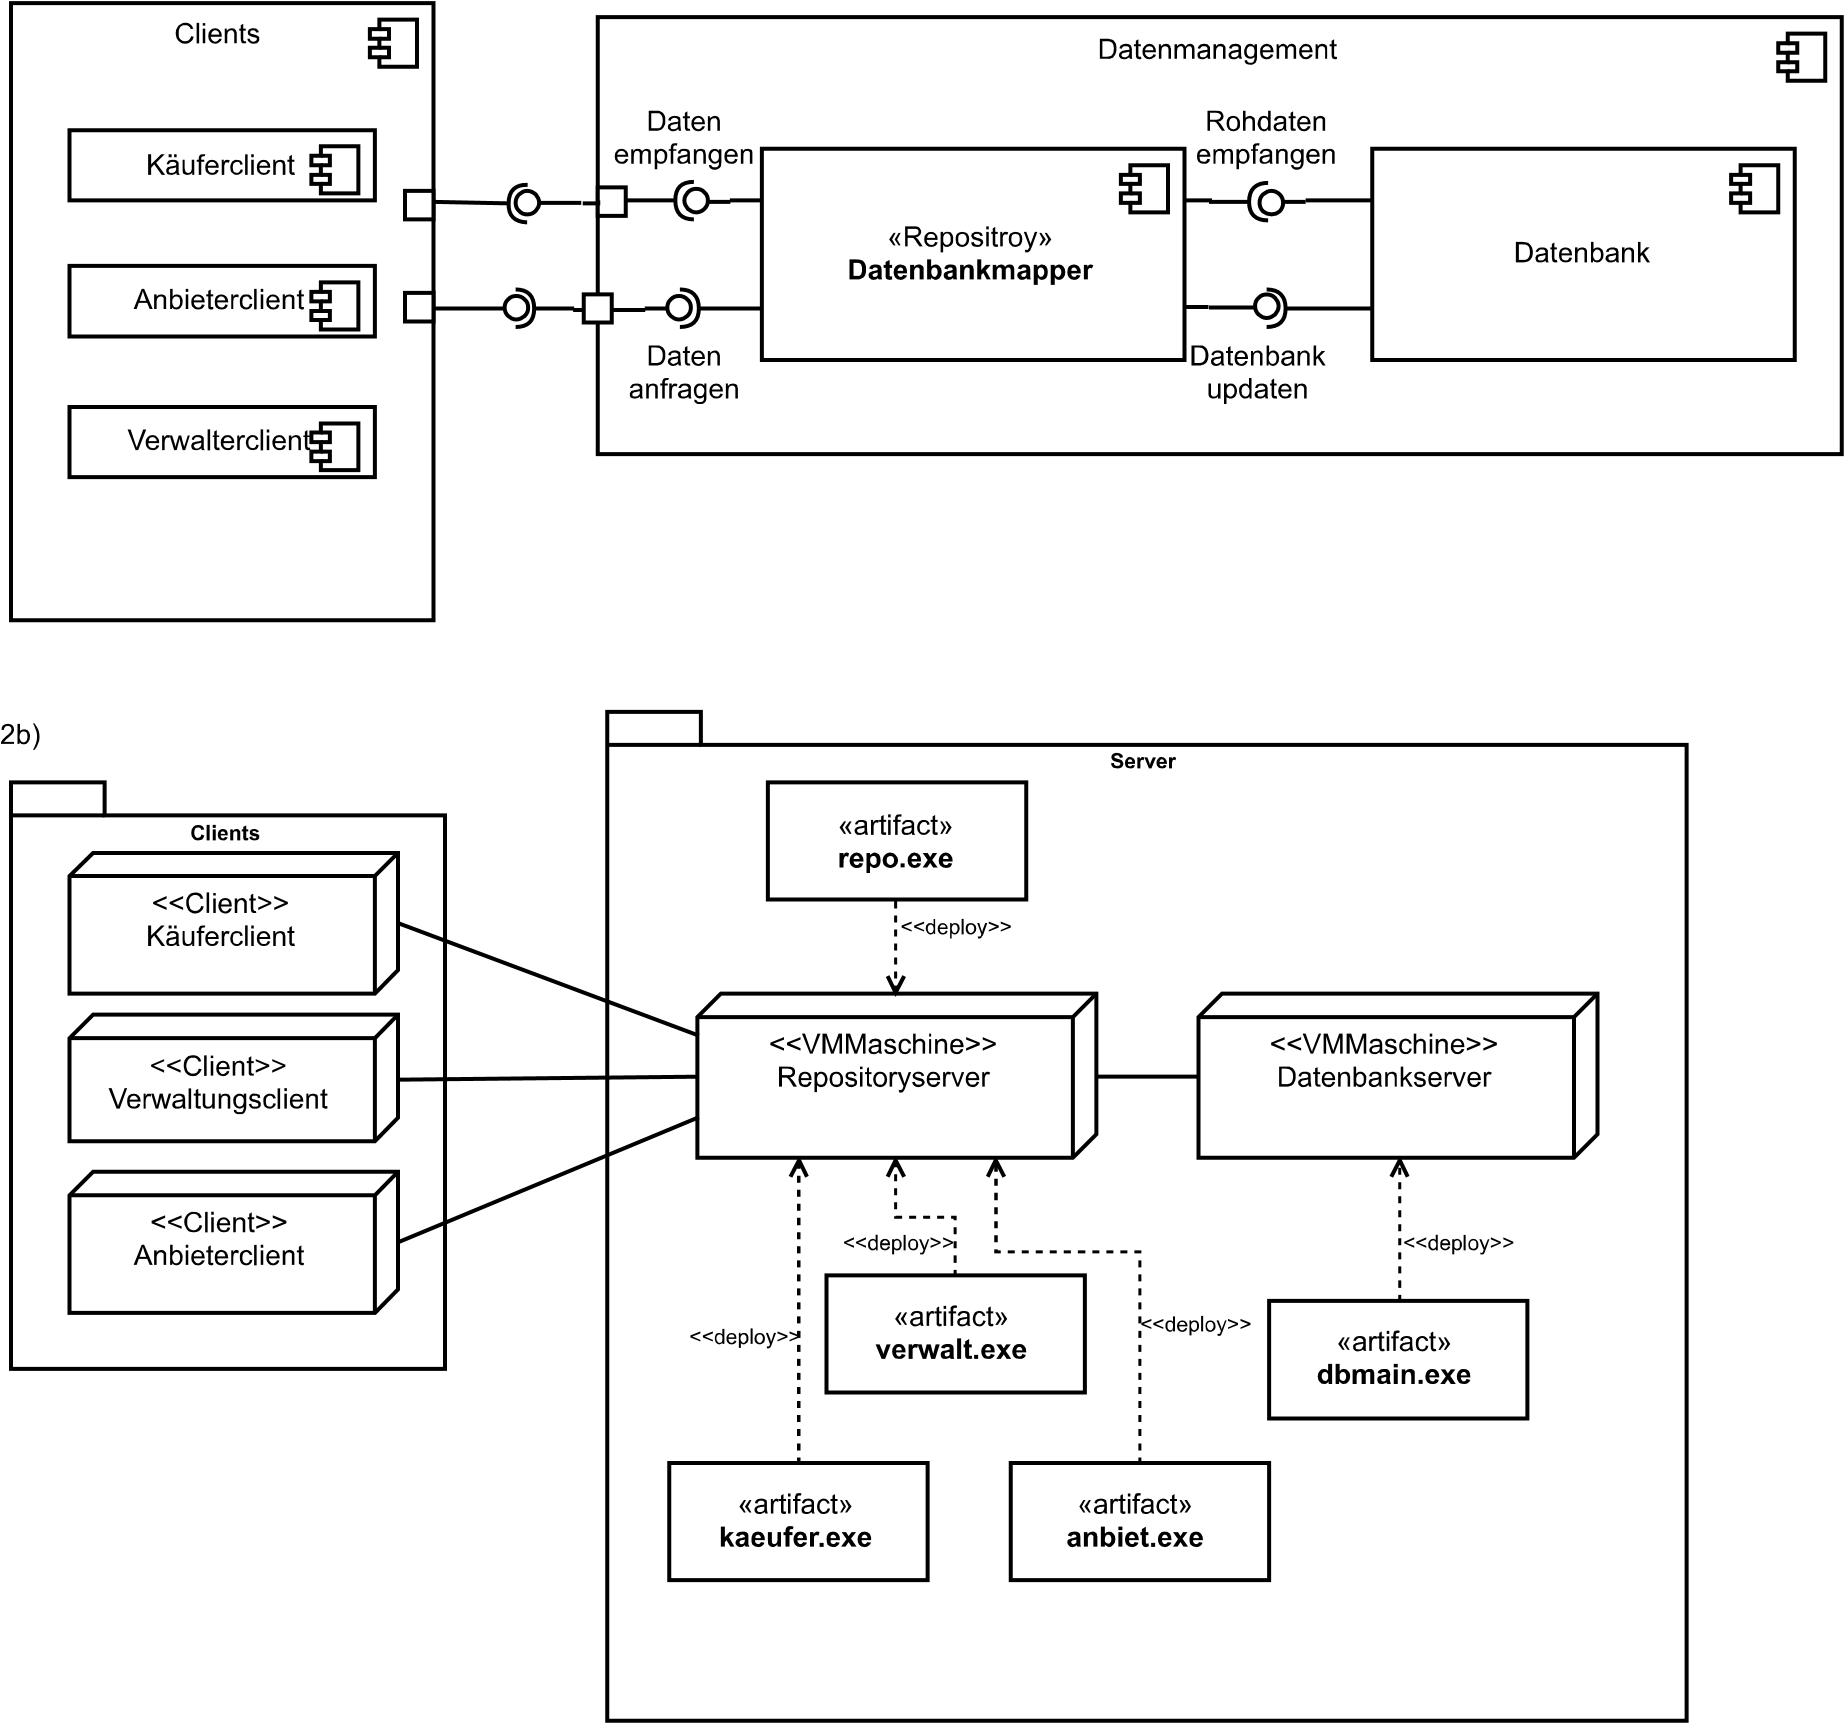 Clients
Käuferclient
Anbieterclient
Verwalterclient
Datenmanagement
Daten
empfangen
Daten
anfragen
«Repositroy»
Datenbankmapper
Rohdaten
empfangen
Datenbank
updaten
Datenbank
2b)
Clients
<<Client>>
Käuferclient
<<Client>>
Verwaltungsclient
<<Client>>
Anbieterclient
Server
«artifact»
repo.exe
<<deploy>>
<<VMMaschine>>
Repositoryserver
<<VMMaschine>>
Datenbankserver
<<deploy>>
<<deploy>>
«artifact»
verwalt.exe
<<deploy>>
<<deploy>>
«artifact»
dbmain.exe
«artifact»
kaeufer.exe
«artifact»
anbiet.exe